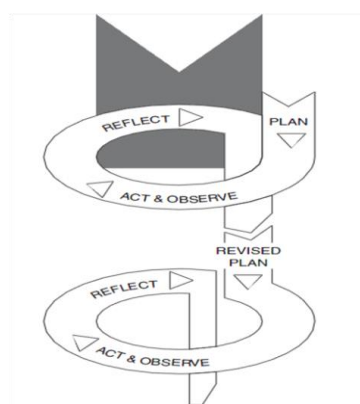 REFLECT
PLAN
ACT & OBSERVE
REVISED
PLAN
REFLECT
ACT & OBSERVE